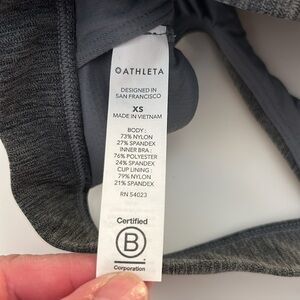 ATHLETA
DESIGNED IN
SAN FRANCISCO
XS
MADE IN VIETNAM
BODY:
73% NYLON
27% SPANDEX
INNER BRA:
76% POLYESTER
24% SPANDEX
CUP LINING:
79% NYLON
21% SPANDEX
RN 54023
Certified
B
Corporation